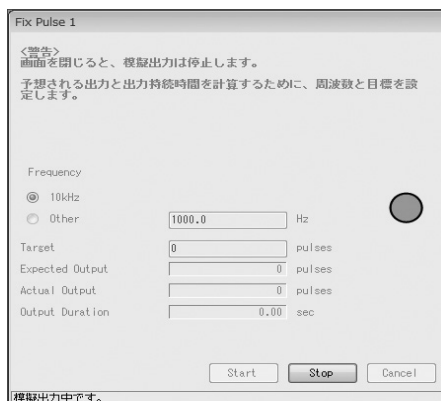 Fix Pulse 1
<警告>
画面を閉じると、模擬出力は停止します。
予想される出力と出力持続時間を計算するために、周波数と目標を設
定します。
Frequency
10kHz
Other 1000.0 Hz
Target 0 pulses
Expected Output 0 pulses
Actual Output 0 pulses
Output Duration 0.00 sec
Start Stop Cancel
模擬出力中です。